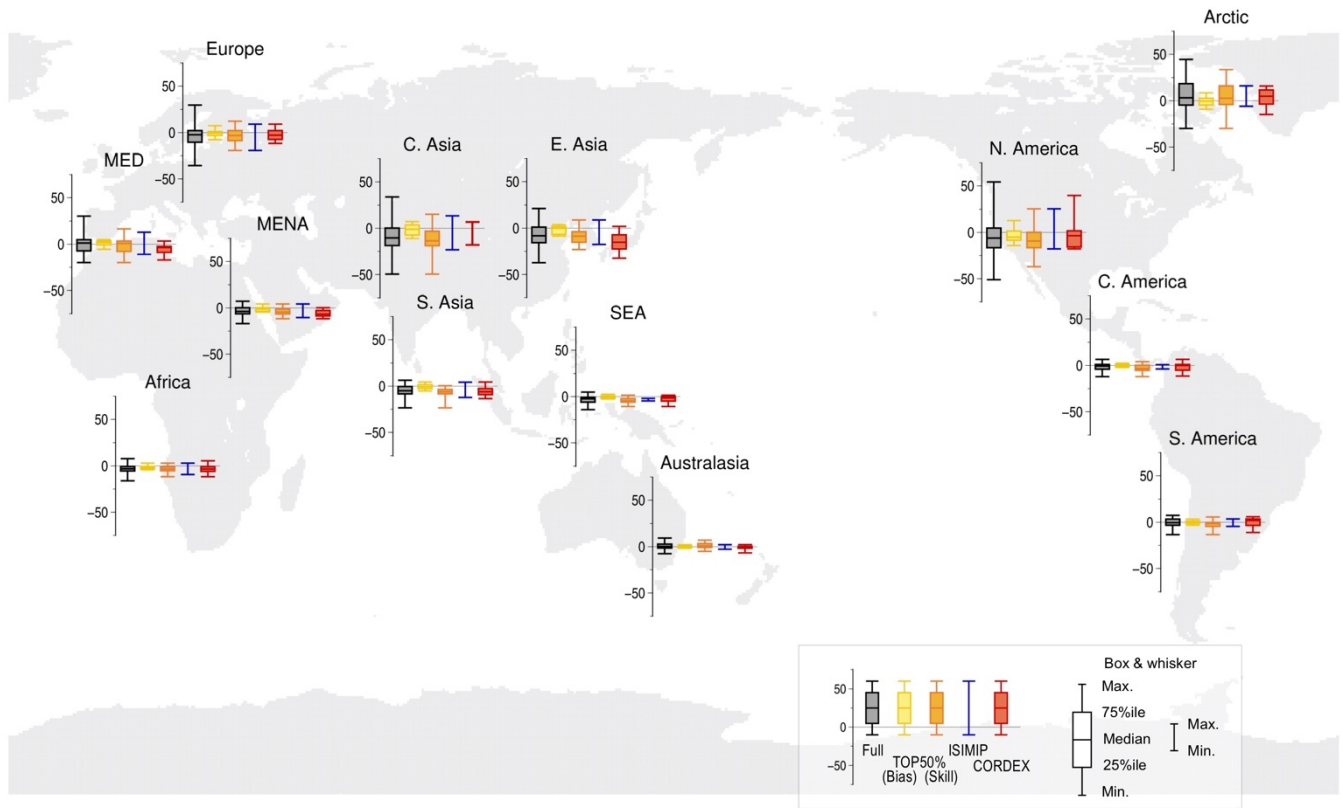 Arctic
50
0
−50
Europe
50
0
−50
C. Asia
50
0
−50
E. Asia
50
0
−50
N. America
50
0
−50
MED
50
0
−50
MENA
50
0
−50
S. Asia
50
0
−50
SEA
50
0
−50
C. America
50
0
−50
Africa
50
0
−50
Australasia
50
0
−50
S. America
50
0
−50
50
0
−50
Full
TOP50%
(Bias) (Skill)
ISIMIP
CORDEX
Box & whisker
Max.
75%ile
Median
25%ile
Min.
Max.
Min.